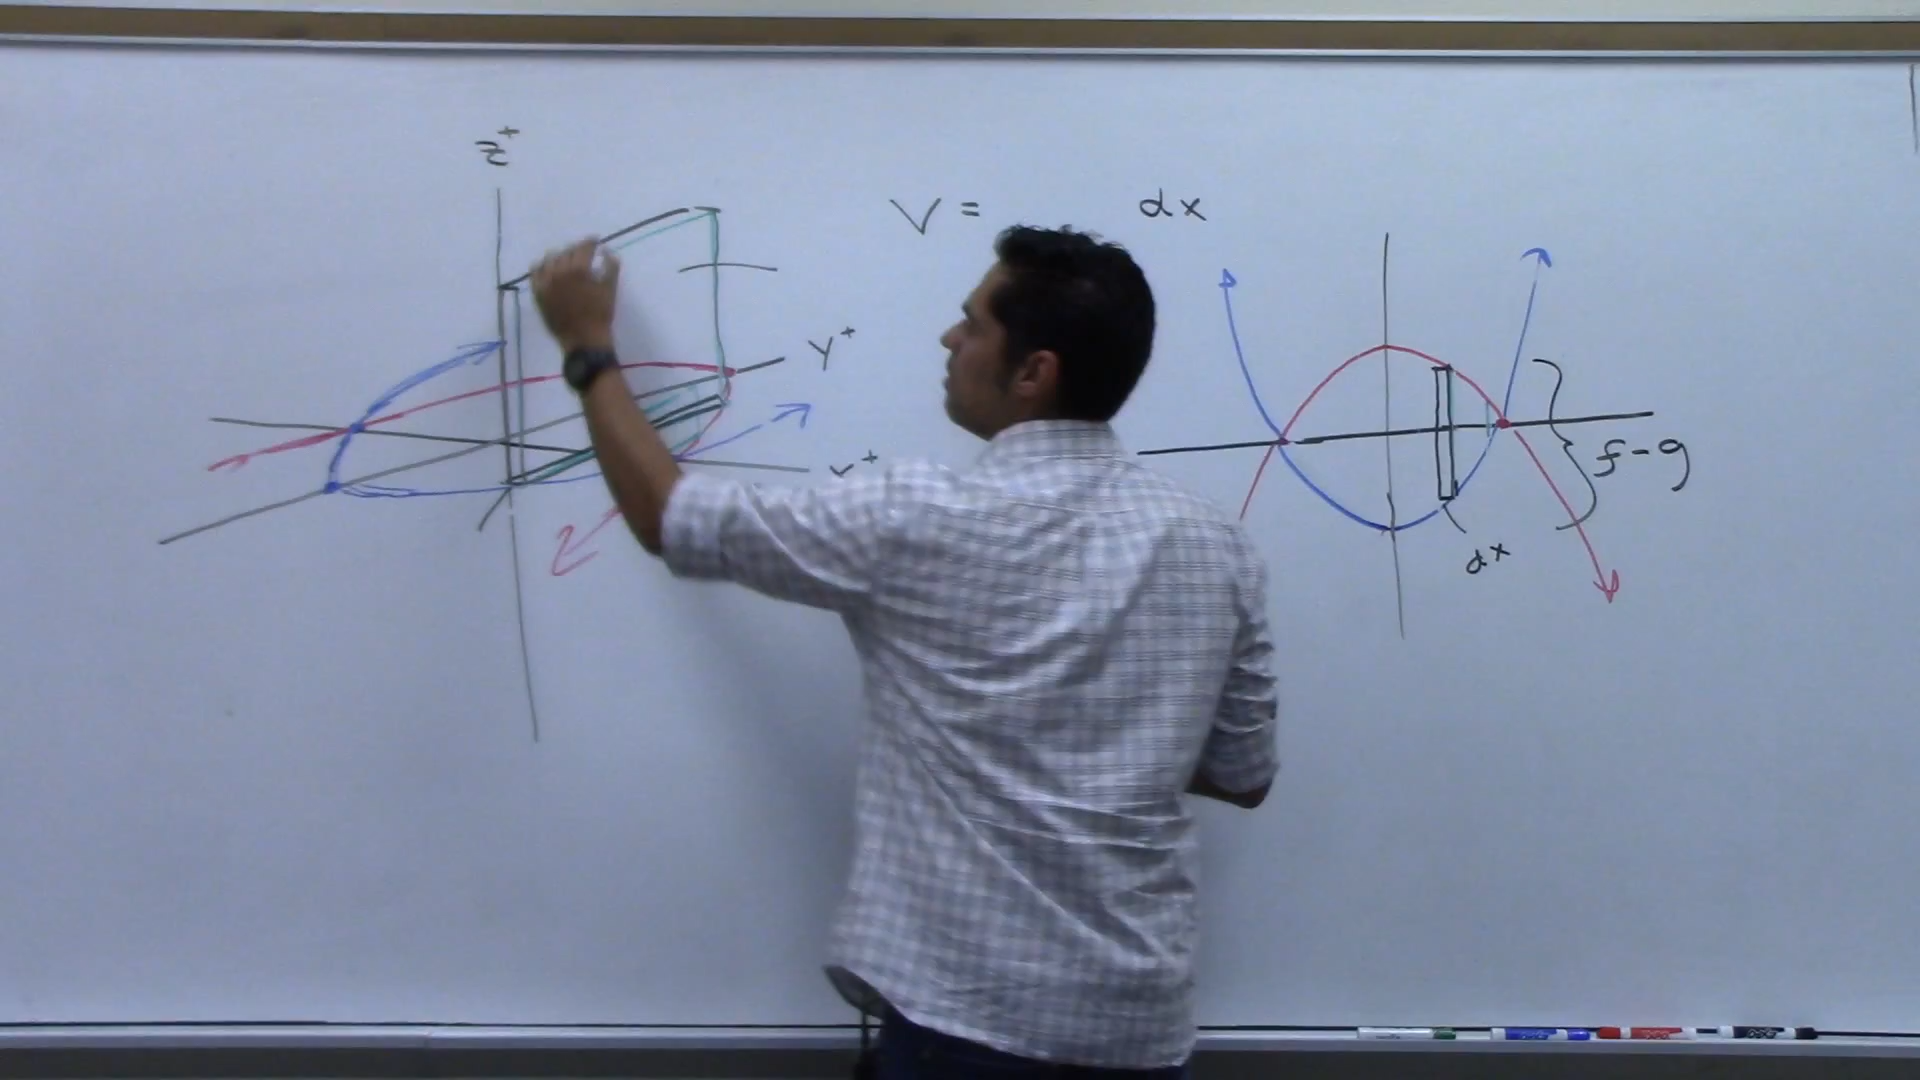 z+
V = dx
y+
x+
f-g
dx